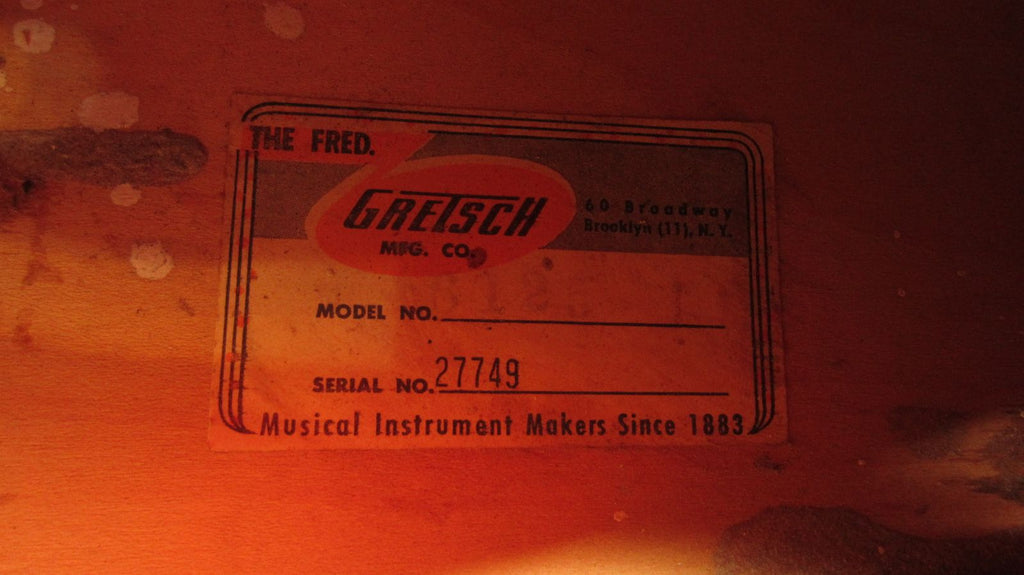 THE FRED.
GRETSCH
MFG. CO.
60 Broadway
Brooklyn (11), N. Y.
MODEL NO.
SERIAL NO. 27749
Musical Instrument Makers Since 1883